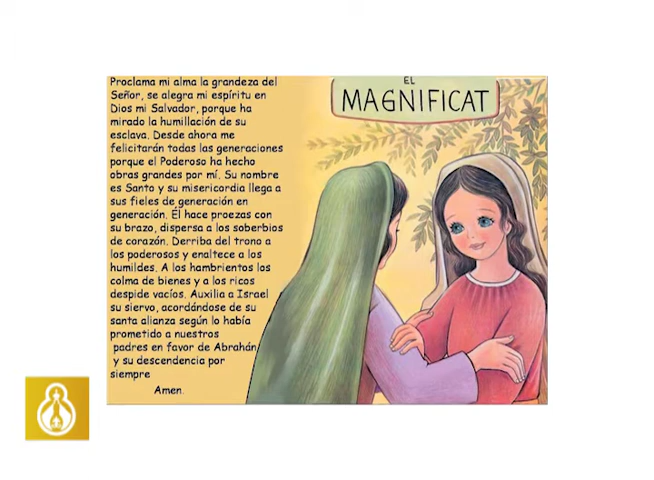 EL
MAGNIFICAT
Proclama mi alma la grandeza del
Señor, se alegra mi espíritu en
Dios mi Salvador, porque ha
mirado la humillación de su
esclava. Desde ahora me
felicitarán todas las generaciones
porque el Poderoso ha hecho
obras grandes por mí. Su nombre
es Santo y su misericordia llega a
sus fieles de generación en
generación. Él hace proezas con
su brazo, dispersa a los soberbios
de corazón. Derriba del trono a
los poderosos y enaltece a los
humildes. A los hambrientos los
colma de bienes y a los ricos
despide vacíos. Auxilia a Israel
su siervo, acordándose de su
santa alianza según lo había
prometido a nuestros
padres en favor de Abrahán
y su descendencia por
siempre
Amen.